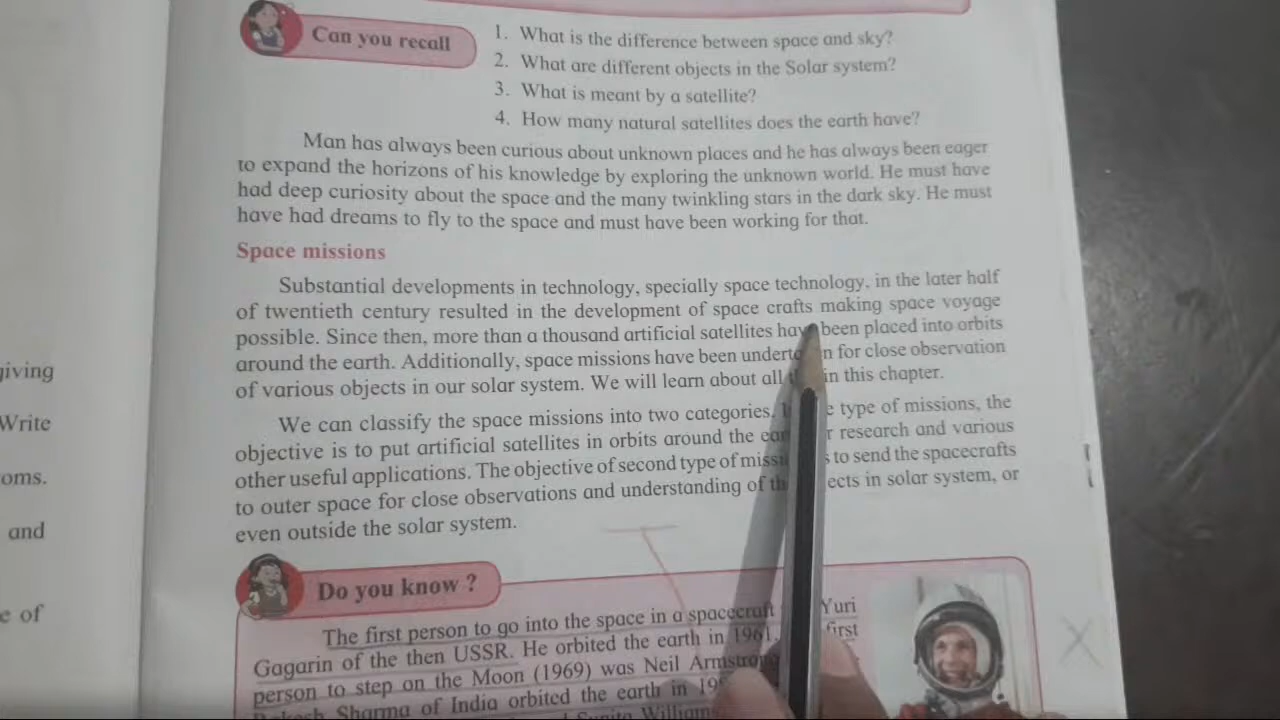 Can you recall
1. What is the difference between space and sky?
2. What are different objects in the Solar system?
3. What is meant by a satellite?
4. How many natural satellites does the earth have?
Man has always been curious about unknown places and he has always been eager
to expand the horizons of his knowledge by exploring the unknown world. He must have
had deep curiosity about the space and the many twinkling stars in the dark sky. He must
have had dreams to fly to the space and must have been working for that.
Space missions
Substantial developments in technology, specially space technology, in the later half
of twentieth century resulted in the development of space crafts making space voyage
possible. Since then, more than a thousand artificial satellites have been placed into orbits
around the earth. Additionally, space missions have been for close observation
of various objects in our solar system. We will learn about all in this chapter.
We can classify the space missions into two categories. type of missions, the
objective is to put artificial satellites in orbits around the research and various
other useful applications. The objective of second type of to send the spacecrafts
to outer space for close observations and understanding of in solar system, or
even outside the solar system.
Do you know ?
The first person to go into the space in a spacecraft Yuri
Gagarin of the then USSR. He orbited the earth in 1961. first
person to step on the Moon (1969) was Neil Armstrong
Sharma of India orbited the earth in
Sunita
giving
Write
and